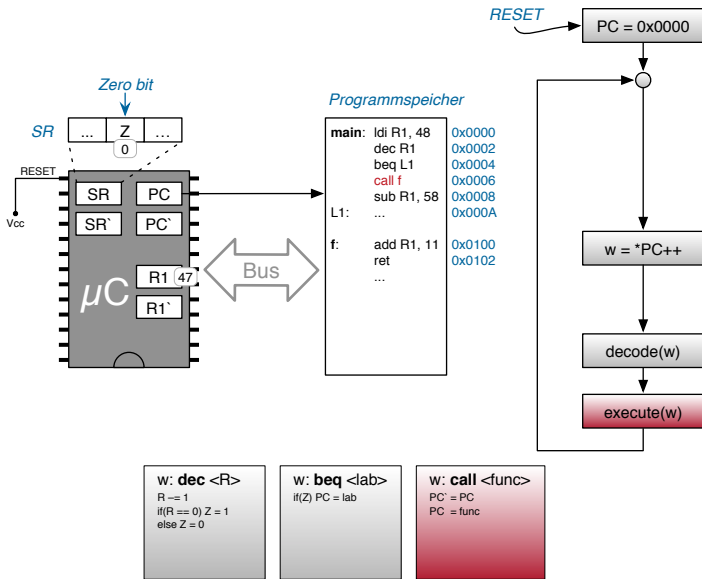 RESET
PC = 0x0000
Zero bit
Programmspeicher
SR
... Z ...
0
RESET
Vcc
SR PC
SR` PC`
R1 47
R1`
µC
Bus
main: ldi R1, 48 0x0000
dec R1 0x0002
beq L1 0x0004
call f 0x0006
sub R1, 58 0x0008
L1: ... 0x000A
f: add R1, 11 0x0100
ret 0x0102
...
w = *PC++
decode(w)
execute(w)
w: dec <R>
R −= 1
if(R == 0) Z = 1
else Z = 0
w: beq <lab>
if(Z) PC = lab
w: call <func>
PC` = PC
PC = func